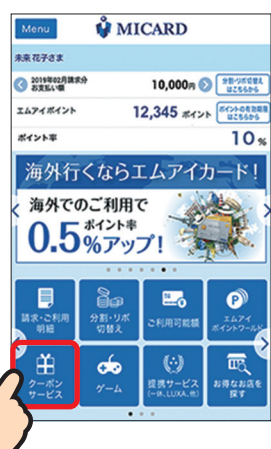 Menu
MICARD
未来 花子さま
2019年02月請求分
お支払い額
10,000円
分割・リボ切替え
はこちらから
エムアイポイント
12,345 ポイント
ポイントの有効期限
はこちらから
ポイント率
10%
海外行くならエムアイカード!
海外でのご利用で
ポイント率
0.5%アップ!
請求・ご利用
明細
分割・リボ
切替え
ご利用可能額
エムアイ
ポイントワールド
クーポン
サービス
ゲーム
提携サービス
(一休、LUXA、他)
お得なお店を
探す